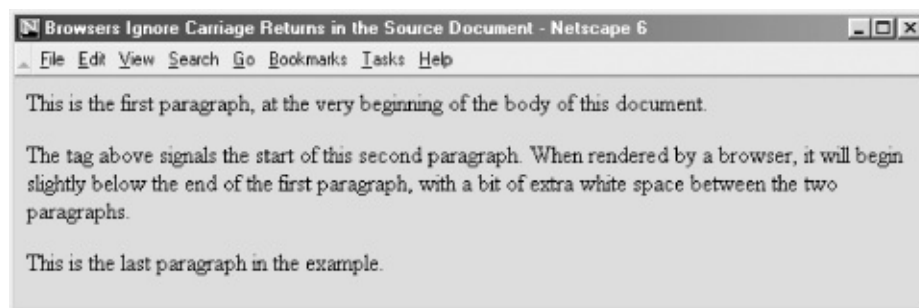 Browsers Ignore Carriage Returns in the Source Document - Netscape 6
File Edit View Search Go Bookmarks Tasks Help
This is the first paragraph, at the very beginning of the body of this document.
The tag above signals the start of this second paragraph. When rendered by a browser, it will begin
slightly below the end of the first paragraph, with a bit of extra white space between the two
paragraphs.
This is the last paragraph in the example.